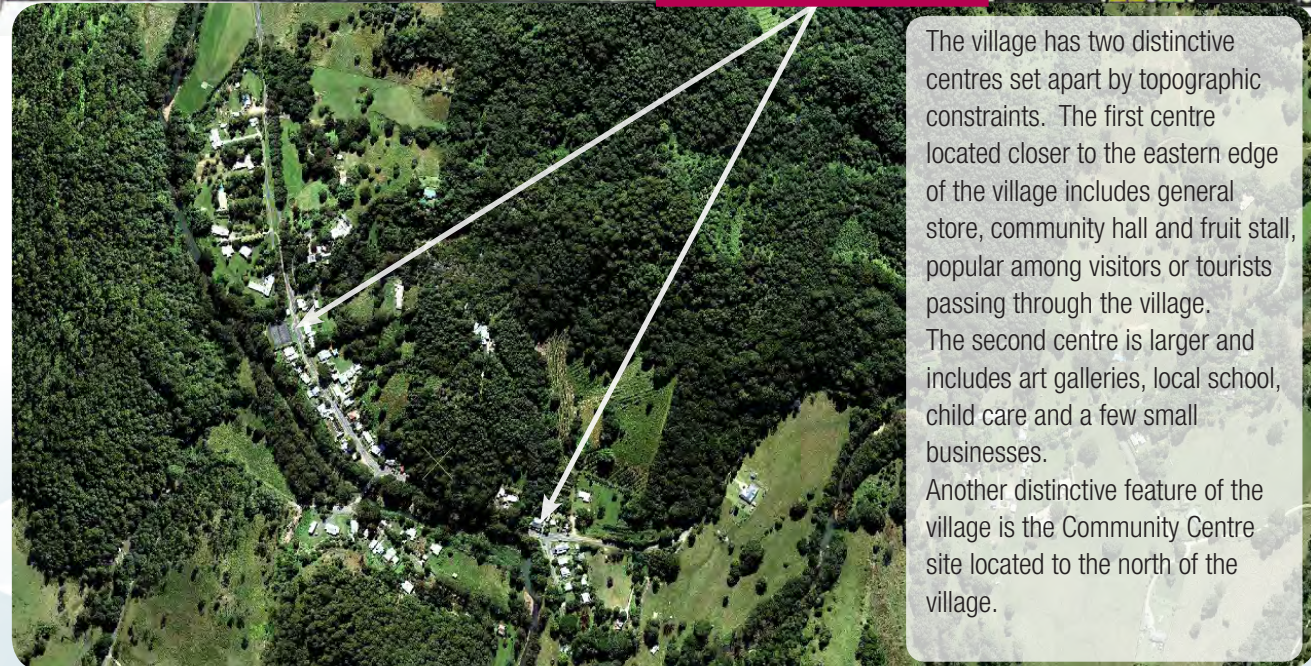 The village has two distinctive
centres set apart by topographic
constraints.  The first centre
located closer to the eastern edge
of the village includes general
store, community hall and fruit stall,
popular among visitors or tourists
passing through the village.
The second centre is larger and
includes art galleries, local school,
child care and a few small
businesses.
Another distinctive feature of the
village is the Community Centre
site located to the north of the
village.